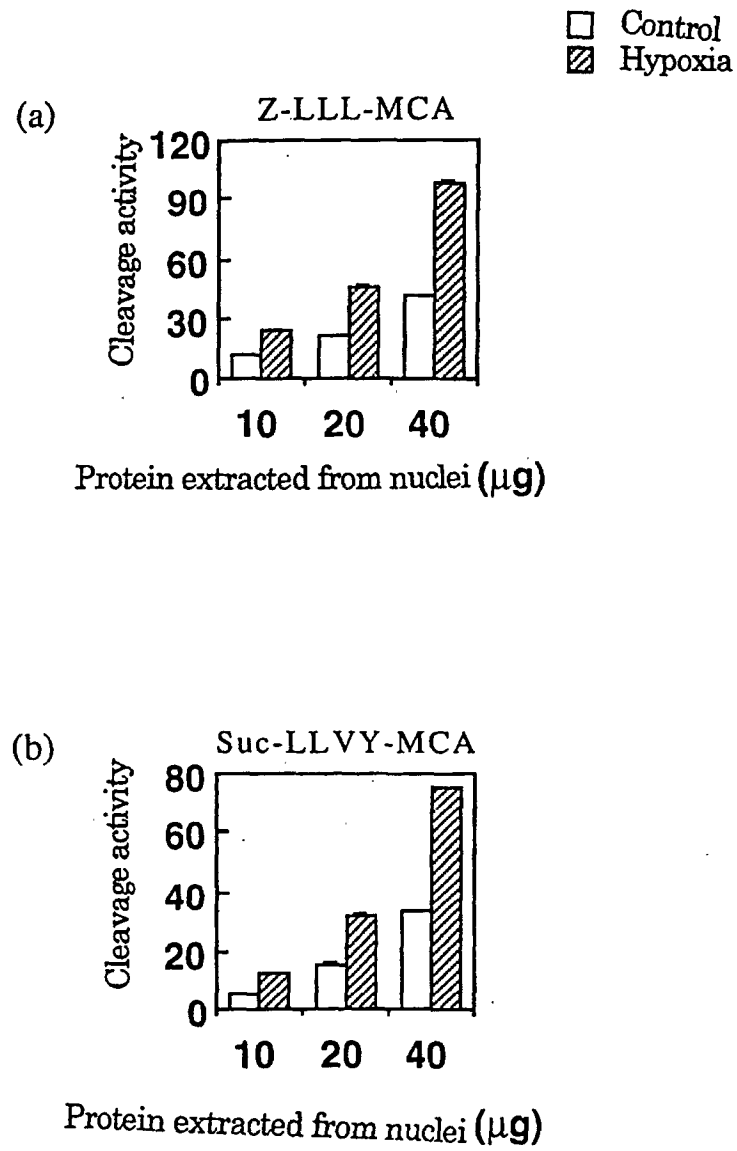 Control
Hypoxia
(a)
Z-LLL-MCA
Cleavage activity
120
90
60
30
0
10 20 40
Protein extracted from nuclei (μg)
(b)
Suc-LLVY-MCA
Cleavage activity
80
60
40
20
0
10 20 40
Protein extracted from nuclei (μg)